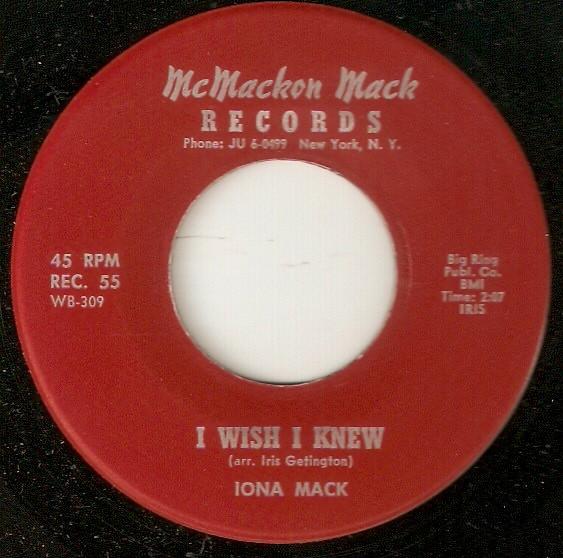 McMackon Mack
RECORDS
Phone: JU 6-0499 New York, N. Y.
45 RPM
REC. 55
WB-309
Big Ring
Publ. Co.
BMI
Time: 2:07
IRIS
I WISH I KNEW
(arr. Iris Getington)
IONA MACK